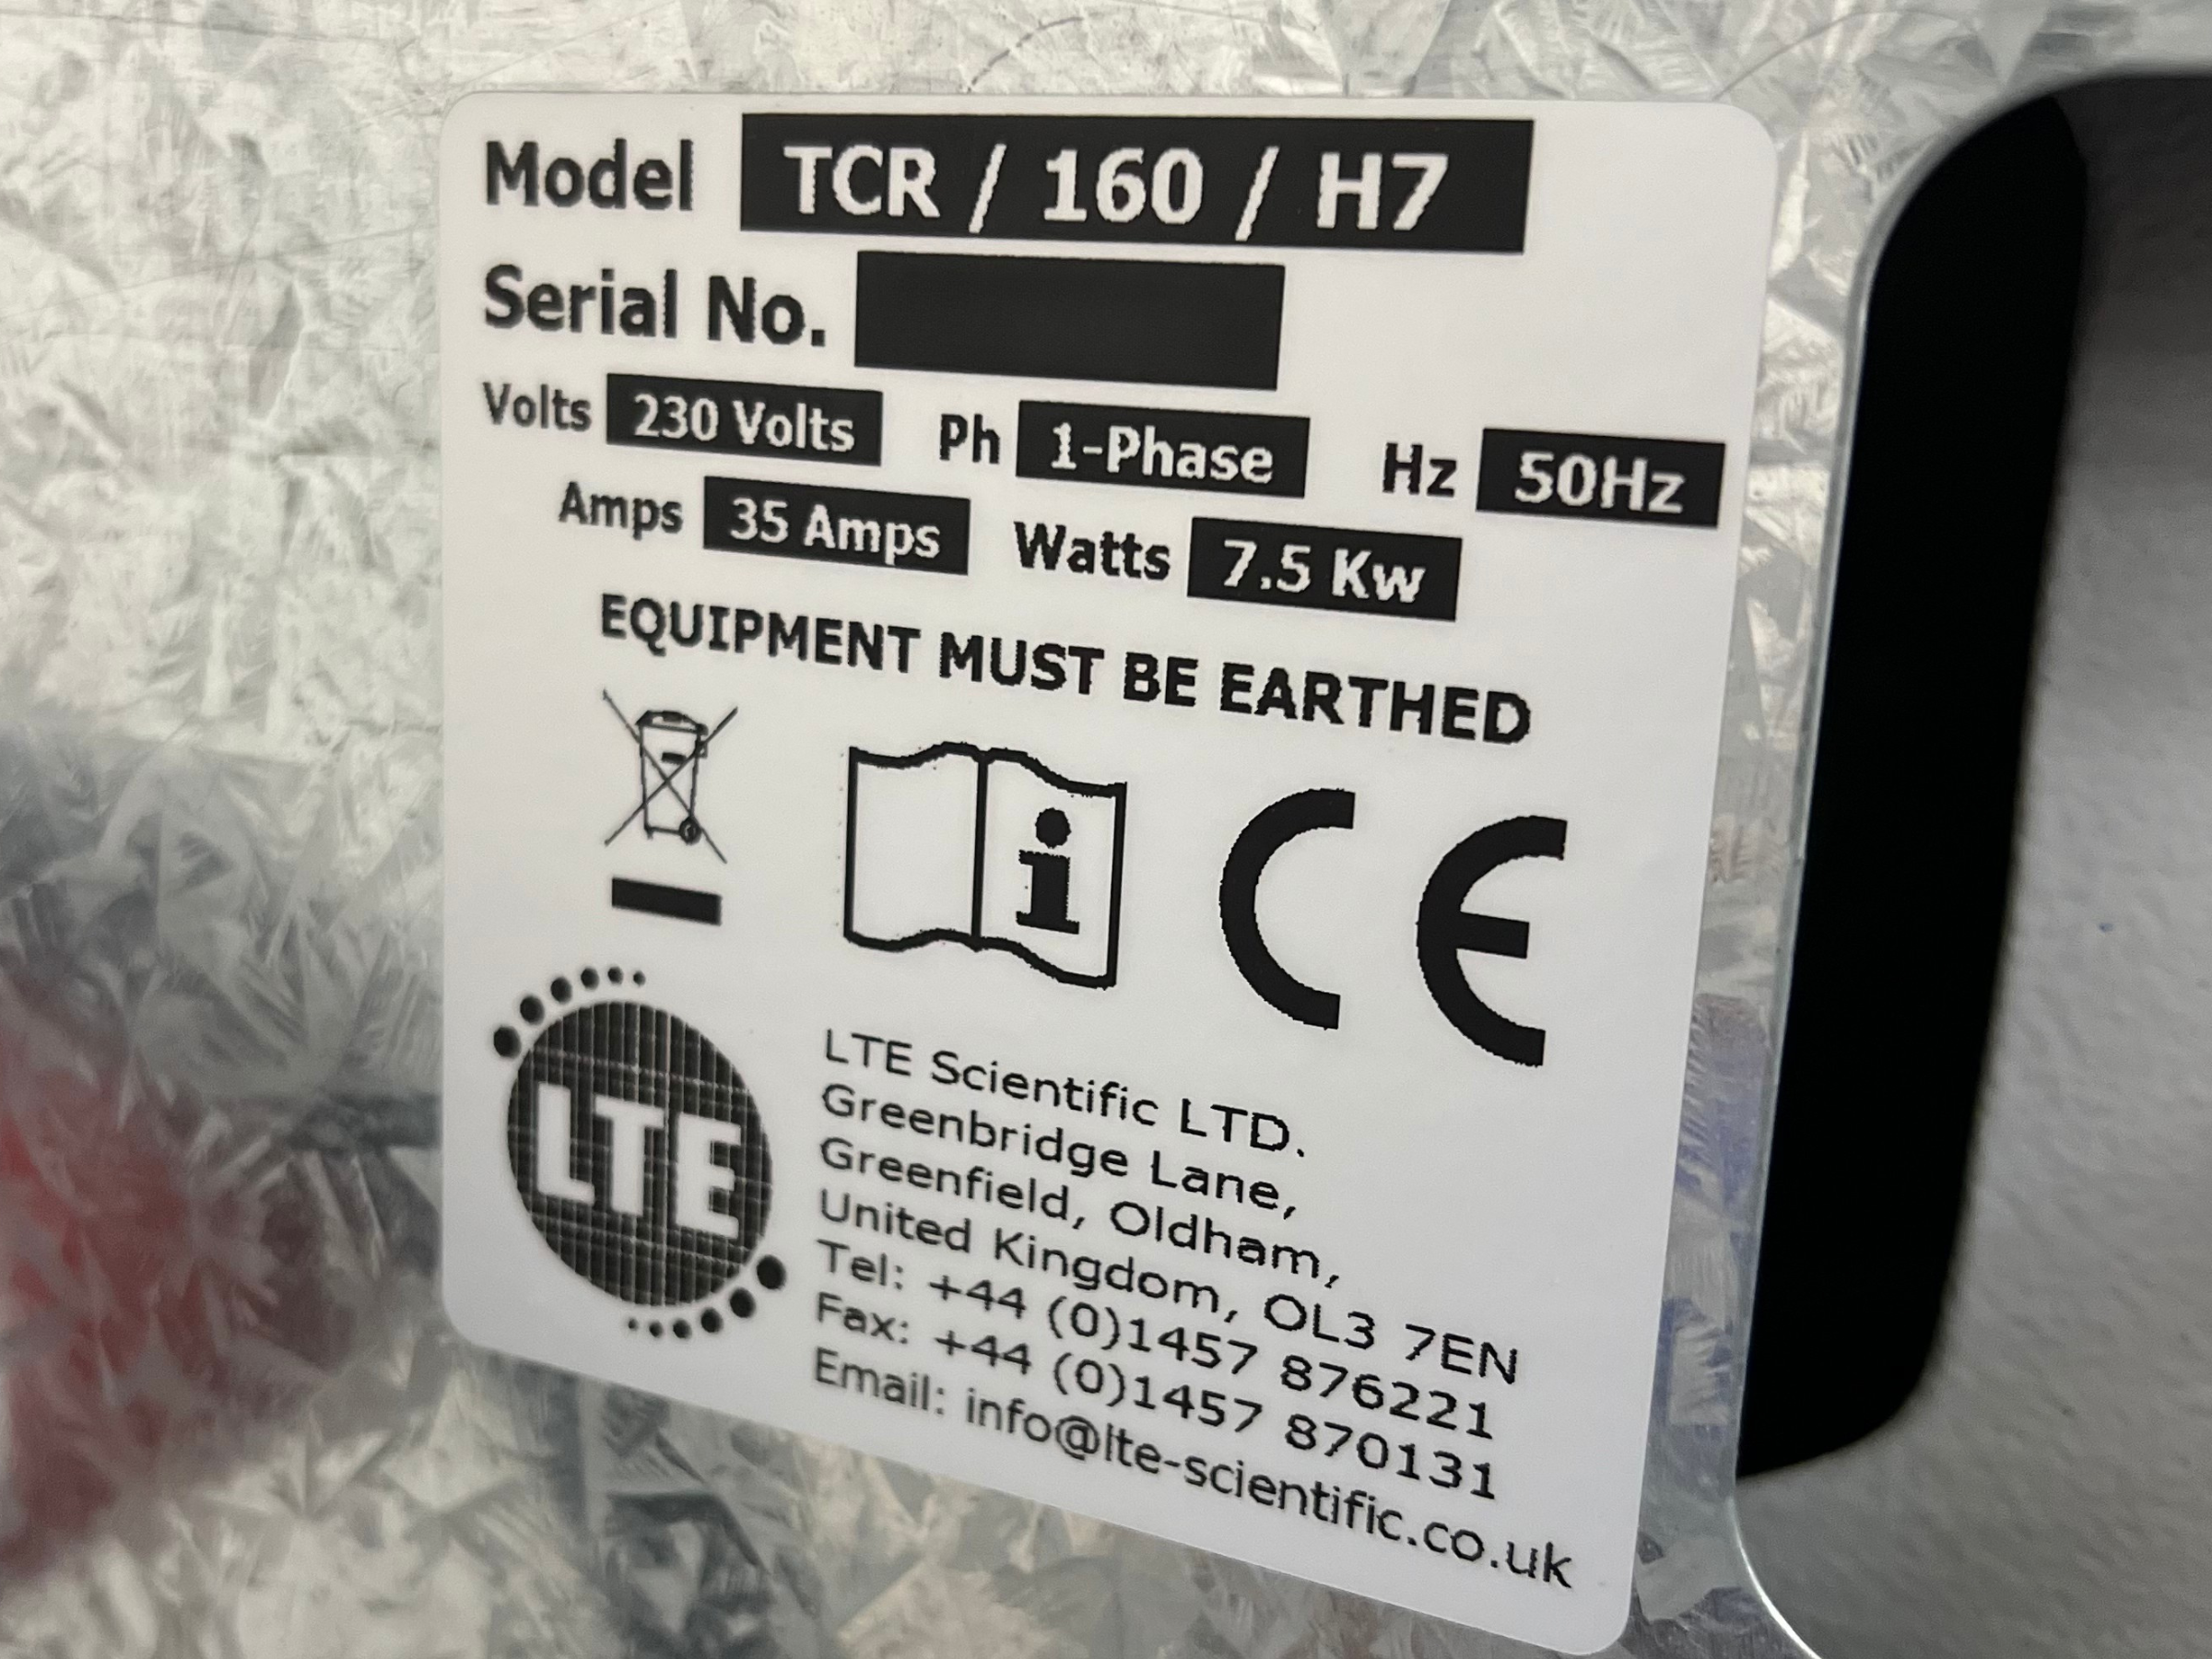 Model TCR / 160 / H7
Serial No.
Volts 230 Volts Ph 1-Phase Hz 50Hz
Amps 35 Amps Watts 7.5 Kw
EQUIPMENT MUST BE EARTHED
i
CE
LTE
LTE Scientific LTD.
Greenbridge Lane,
Greenfield, Oldham,
United Kingdom, OL3 7EN
Tel: +44 (0)1457 876221
Fax: +44 (0)1457 870131
Email: info@lte-scientific.co.uk